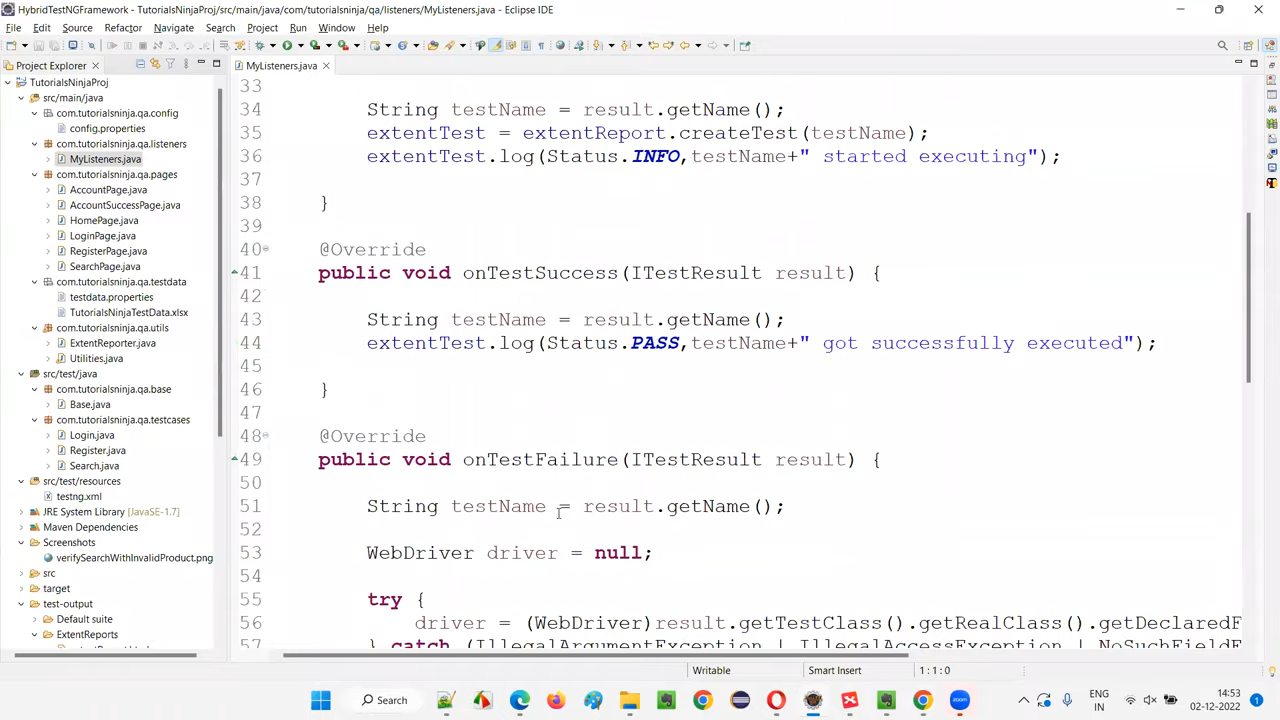 HybridTestNGFramework - TutorialsNinjaProj/src/main/java/com/tutorialsninja/qa/listeners/MyListeners.java - Eclipse IDE
File Edit Source Refactor Navigate Search Project Run Window Help
Project Explorer
MyListeners.java
TutorialsNinjaProj
src/main/java
com.tutorialsninja.qa.config
config.properties
com.tutorialsninja.qa.listeners
MyListeners.java
com.tutorialsninja.qa.pages
AccountPage.java
AccountSuccessPage.java
HomePage.java
LoginPage.java
RegisterPage.java
SearchPage.java
com.tutorialsninja.qa.testdata
testdata.properties
TutorialsNinjaTestData.xlsx
com.tutorialsninja.qa.utils
ExtentReporter.java
Utilities.java
src/test/java
com.tutorialsninja.qa.base
Base.java
com.tutorialsninja.qa.testcases
Login.java
Register.java
Search.java
src/test/resources
testng.xml
JRE System Library [JavaSE-1.7]
Maven Dependencies
Screenshots
verifySearchWithInvalidProduct.png
src
target
test-output
Default suite
ExtentReports
33
34 String testName = result.getName();
35 extentTest = extentReport.createTest(testName);
36 extentTest.log(Status.INFO,testName+" started executing");
37
38 }
39
40 @Override
41 public void onTestSuccess(ITestResult result) {
42
43 String testName = result.getName();
44 extentTest.log(Status.PASS,testName+" got successfully executed");
45
46 }
47
48 @Override
49 public void onTestFailure(ITestResult result) {
50
51 String testName = result.getName();
52
53 WebDriver driver = null;
54
55 try {
56 driver = (WebDriver)result.getTestClass().getRealClass().getDeclaredF
57 } catch (IllegalArgumentException | IllegalAccessException | NoSuchFieldE
Writable Smart Insert 1:1:0
Search
ENG
IN
14:53
02-12-2022
1